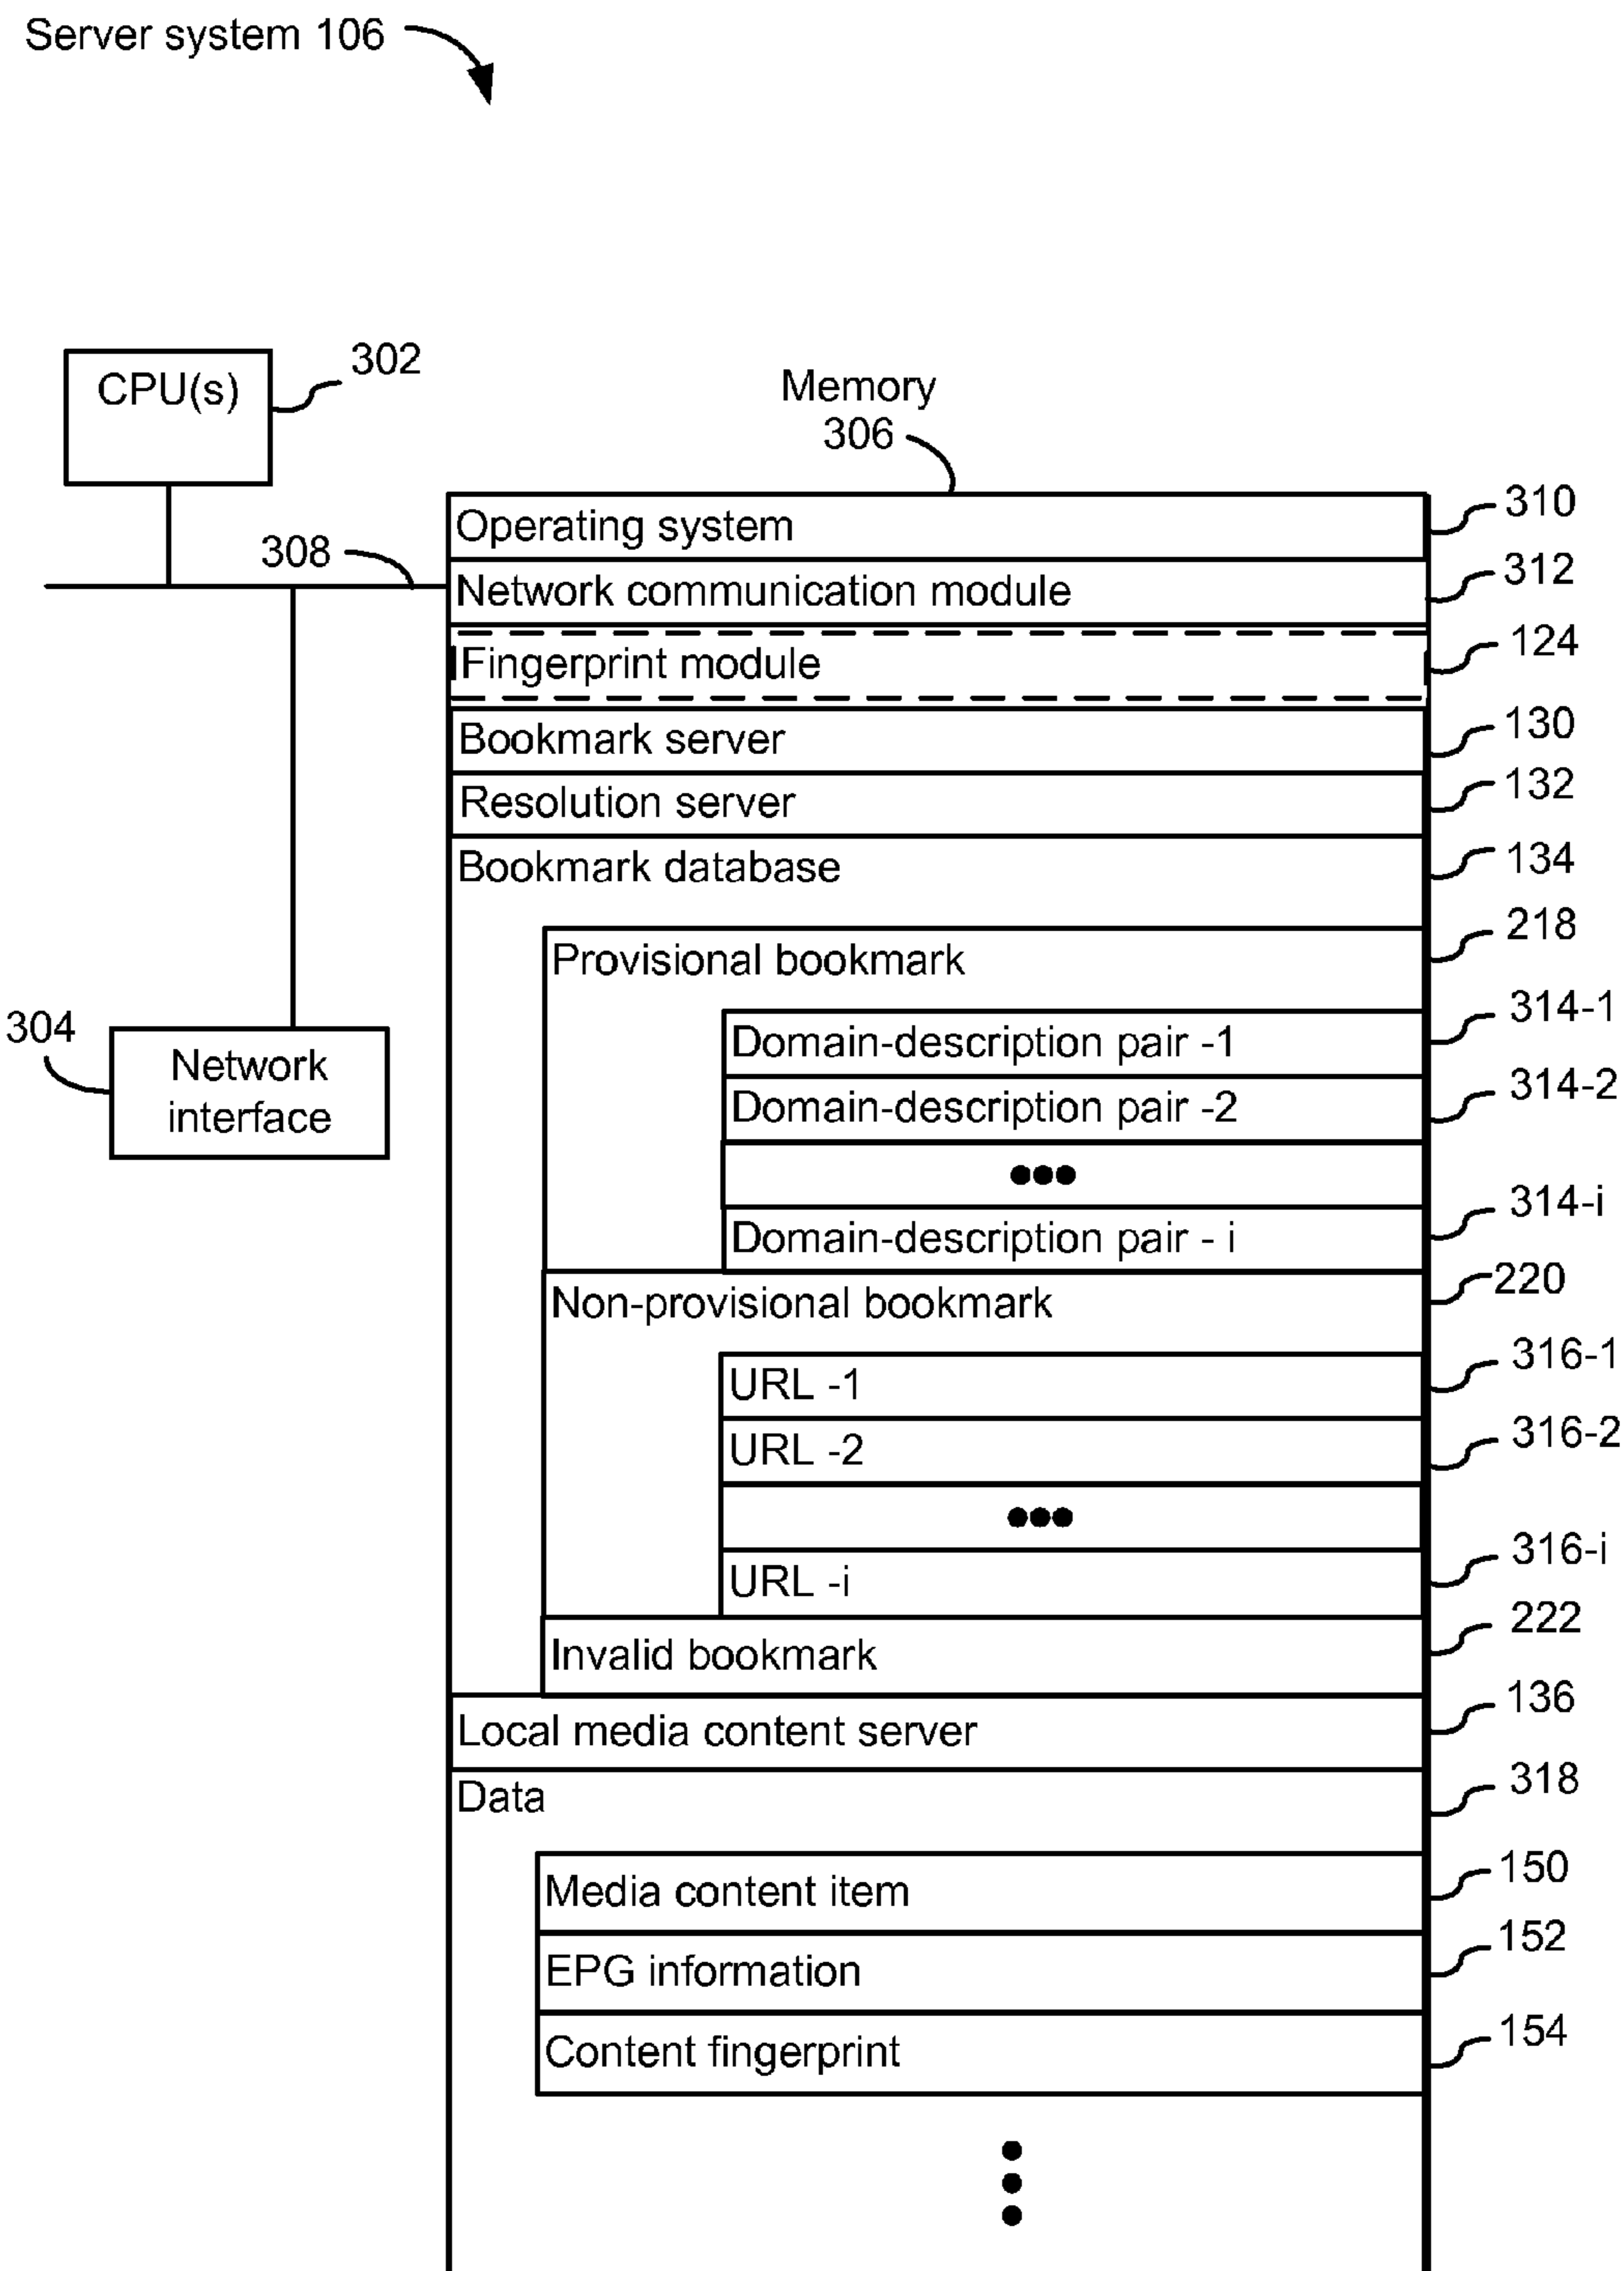 Server system 106
CPU(s)
302
Memory
306
308
Operating system
310
Network communication module
312
Fingerprint module
124
Bookmark server
130
Resolution server
132
Bookmark database
134
Provisional bookmark
218
Domain-description pair -1
314-1
Domain-description pair -2
314-2
Domain-description pair - i
314-i
304
Network
interface
Non-provisional bookmark
220
URL -1
316-1
URL -2
316-2
URL -i
316-i
Invalid bookmark
222
Local media content server
136
Data
318
Media content item
150
EPG information
152
Content fingerprint
154